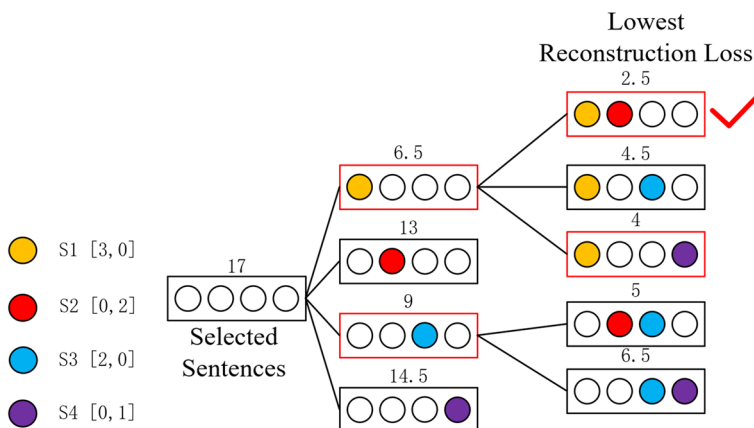 Lowest
Reconstruction Loss
2.5
6.5
4.5
S1 [3,0]
13
4
17
S2 [0,2]
9
5
Selected
Sentences
S3 [2,0]
14.5
6.5
S4 [0,1]